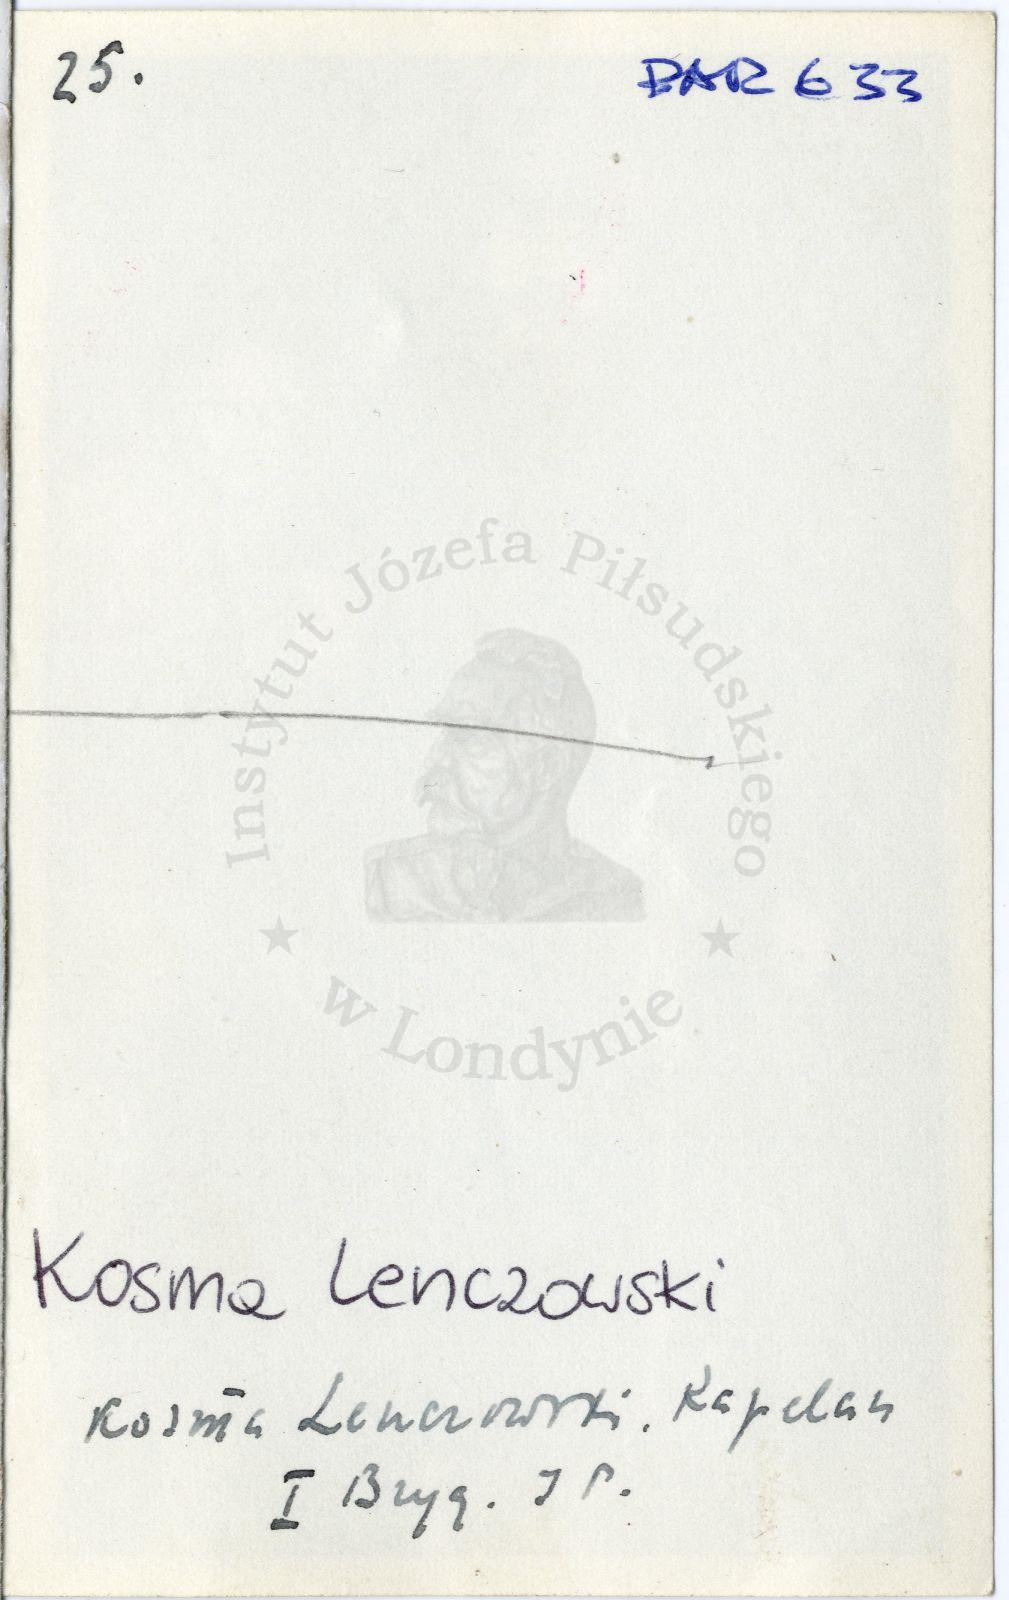 25.
PAR 633
Instytut Józefa Piłsudskiego
w Londynie
Kosma Lenczowski
Kosma Lenczowski. Kapelan
I Bryg. J P.